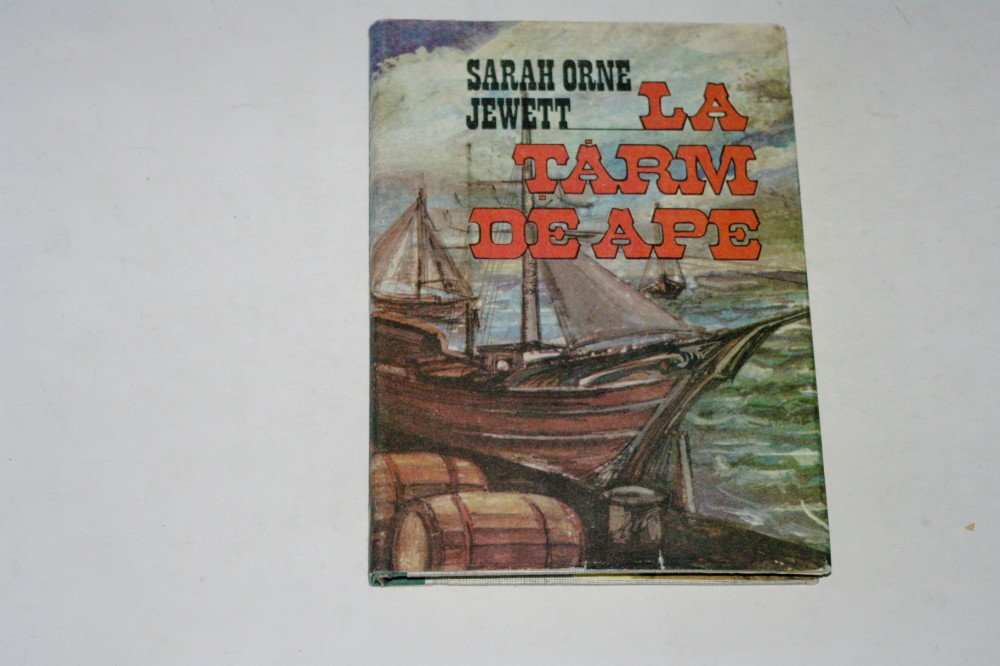 SARAH ORNE
JEWETT
LA
ȚĂRM
DE APE